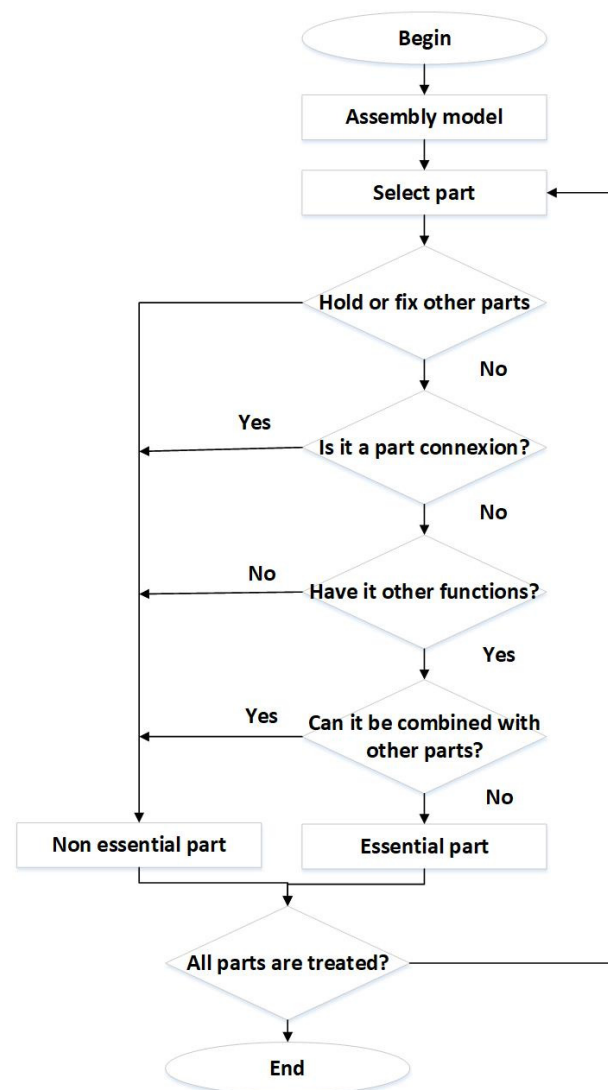 Begin
Assembly model
Select part
Hold or fix other parts
No
Yes
Is it a part connexion?
No
No
Have it other functions?
Yes
Yes
Can it be combined with
other parts?
No
Non essential part
Essential part
All parts are treated?
End